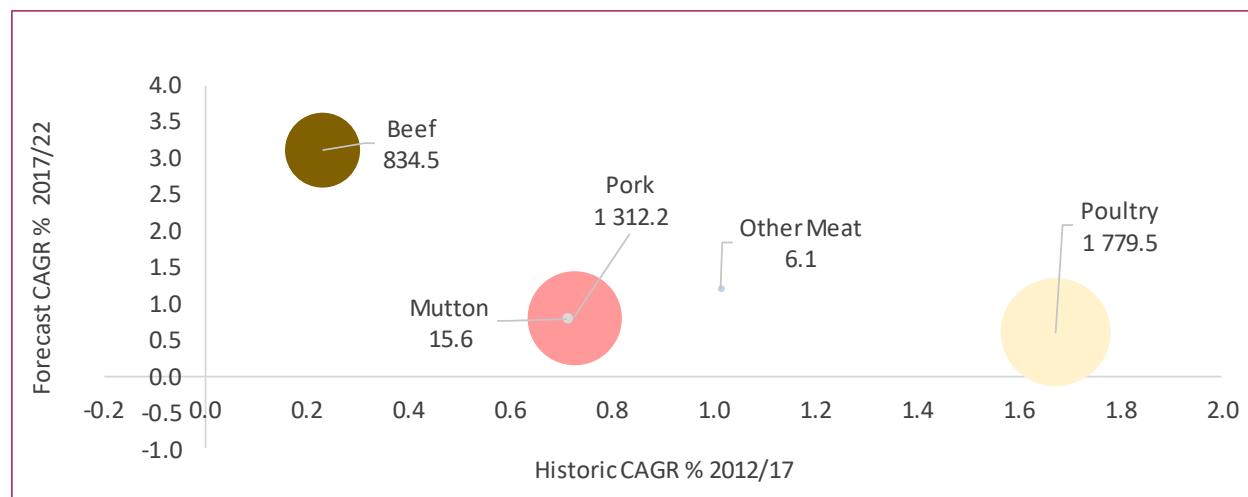 Forecast CAGR % 2017/22
4.0
3.5
3.0
2.5
2.0
1.5
1.0
0.5
0.0
-0.5
-1.0
Beef
834.5
Pork
1 312.2
Mutton
15.6
Other Meat
6.1
Poultry
1 779.5
-0.2 0.0 0.2 0.4 0.6 0.8 1.0 1.2 1.4 1.6 1.8 2.0
Historic CAGR % 2012/17